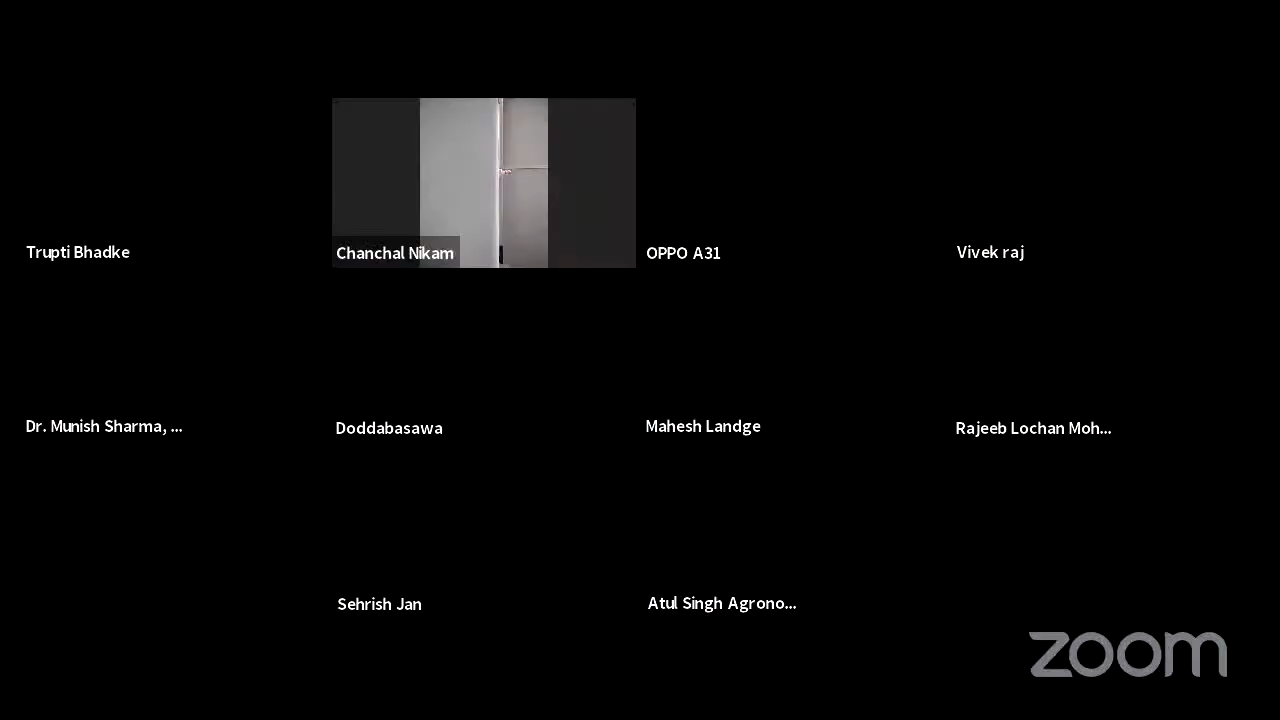 Trupti Bhadke
Chanchal Nikam
OPPO A31
Vivek raj
Dr. Munish Sharma, ...
Doddabasawa
Mahesh Landge
Rajeeb Lochan Moh...
Sehrish Jan
Atul Singh Agrono...
zoom